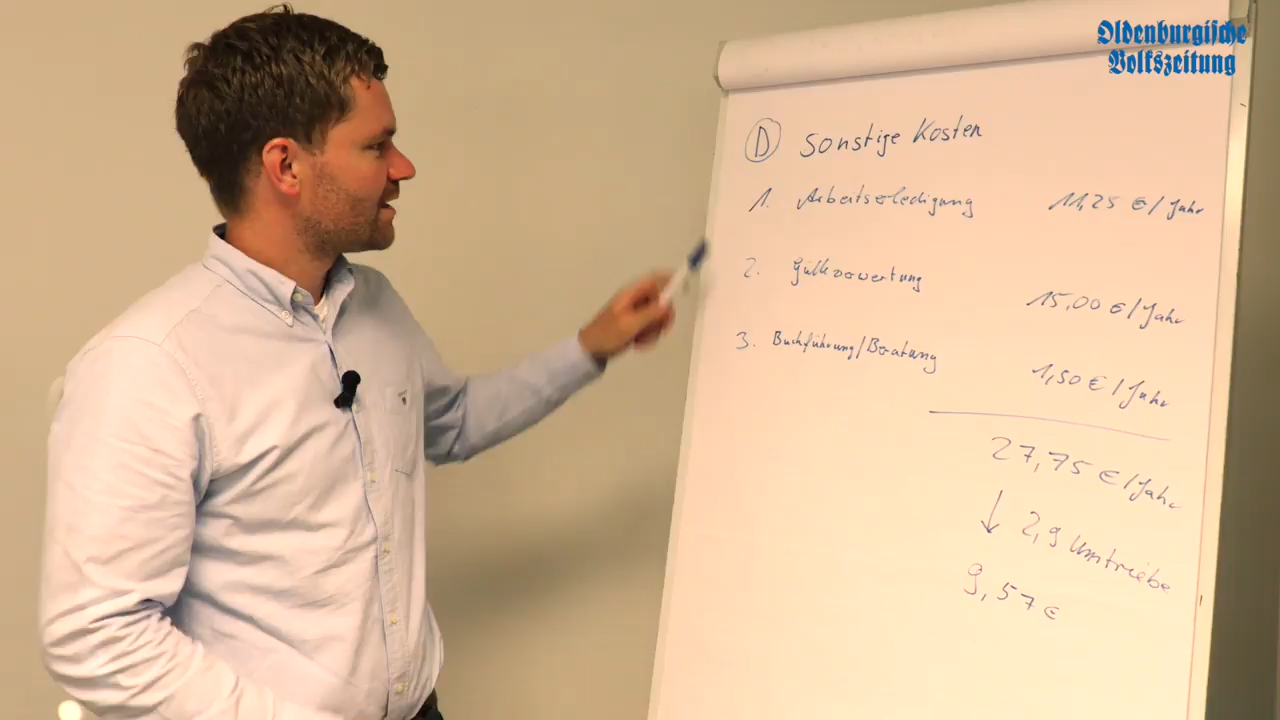 Oldenburgische
Volkszeitung
D Sonstige Kosten
1. Arbeitserledigung 11,25 €/Jahr
2. Gülleverwertung 15,00 €/Jahr
3. Buchführung/Beratung 1,50 €/Jahr
27,75 €/Jahr
↓ 2,9 Umtriebe
9,57 €